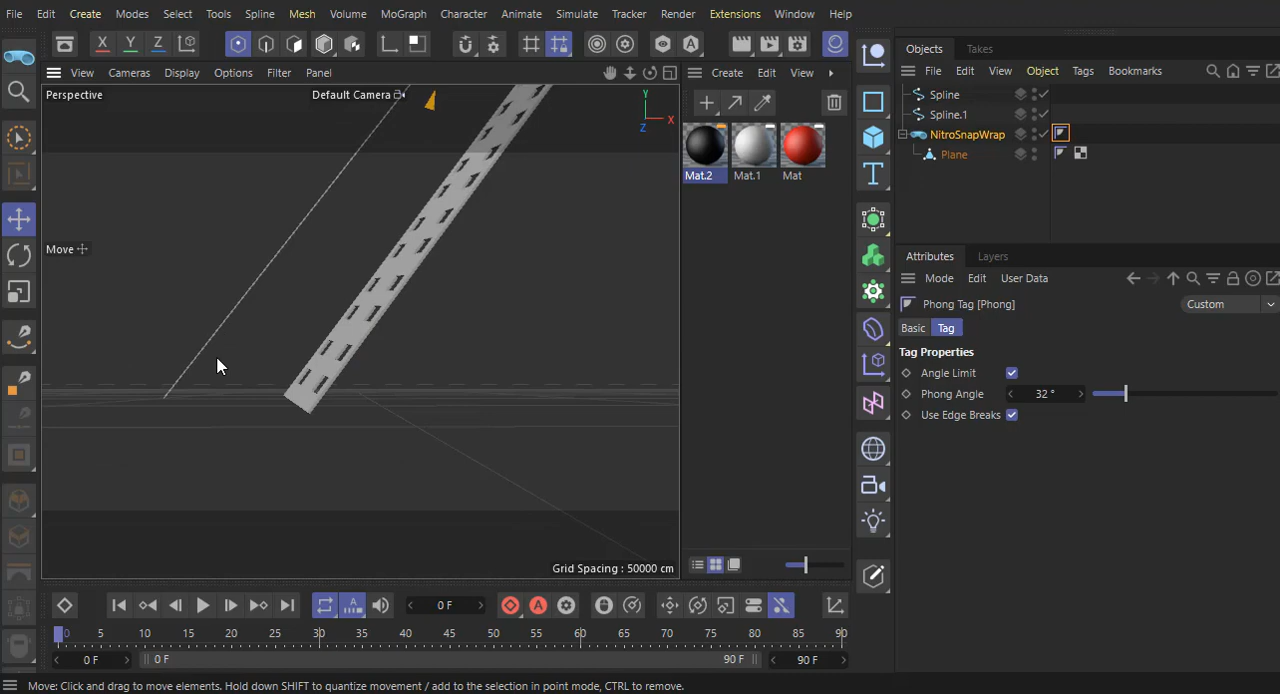 File Edit Create Modes Select Tools Spline Mesh Volume MoGraph Character Animate Simulate Tracker Render Extensions Window Help
X Y Z
A
View Cameras Display Options Filter Panel
Create Edit View
Objects Takes
File Edit View Object Tags Bookmarks
Perspective
Default Camera
Y
X
Z
Spline
Spline.1
NitroSnapWrap
Plane
Mat.2 Mat.1 Mat
T
Move
Attributes Layers
Mode Edit User Data
Phong Tag [Phong]
Custom
Basic Tag
Tag Properties
Angle Limit
Phong Angle 32 °
Use Edge Breaks
Grid Spacing : 50000 cm
A 0 F A
0 5 10 15 20 25 30 35 40 45 50 55 60 65 70 75 80 85 90
0 F 0 F 90 F 90 F
Move: Click and drag to move elements. Hold down SHIFT to quantize movement / add to the selection in point mode, CTRL to remove.